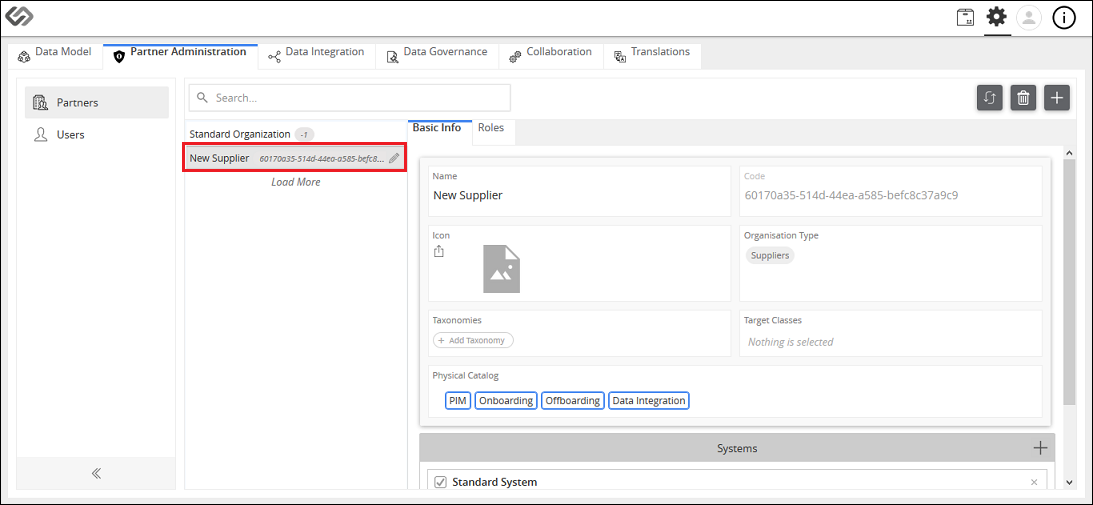 Data Model
Partner Administration
Data Integration
Data Governance
Collaboration
Translations
Partners
Users
Search...
Standard Organization -1
New Supplier 60170a35-514d-44ea-a585-befc8...
Load More
Basic Info
Roles
Name
New Supplier
Code
60170a35-514d-44ea-a585-befc8c37a9c9
Icon
Organisation Type
Suppliers
Taxonomies
+ Add Taxonomy
Target Classes
Nothing is selected
Physical Catalog
PIM Onboarding Offboarding Data Integration
Systems
Standard System